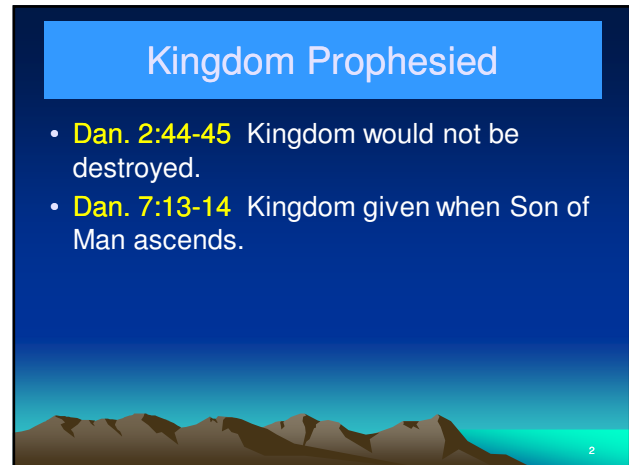 Kingdom Prophesied
• Dan. 2:44-45 Kingdom would not be
destroyed.
• Dan. 7:13-14 Kingdom given when Son of
Man ascends.
2